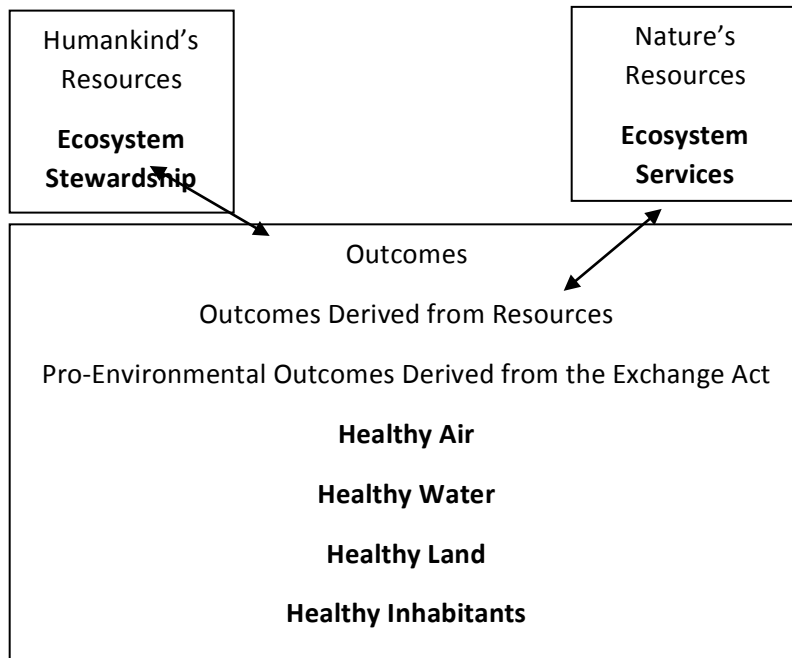 Humankind’s
Resources
Ecosystem
Stewardship
Nature’s
Resources
Ecosystem
Services
Outcomes
Outcomes Derived from Resources
Pro-Environmental Outcomes Derived from the Exchange Act
Healthy Air
Healthy Water
Healthy Land
Healthy Inhabitants